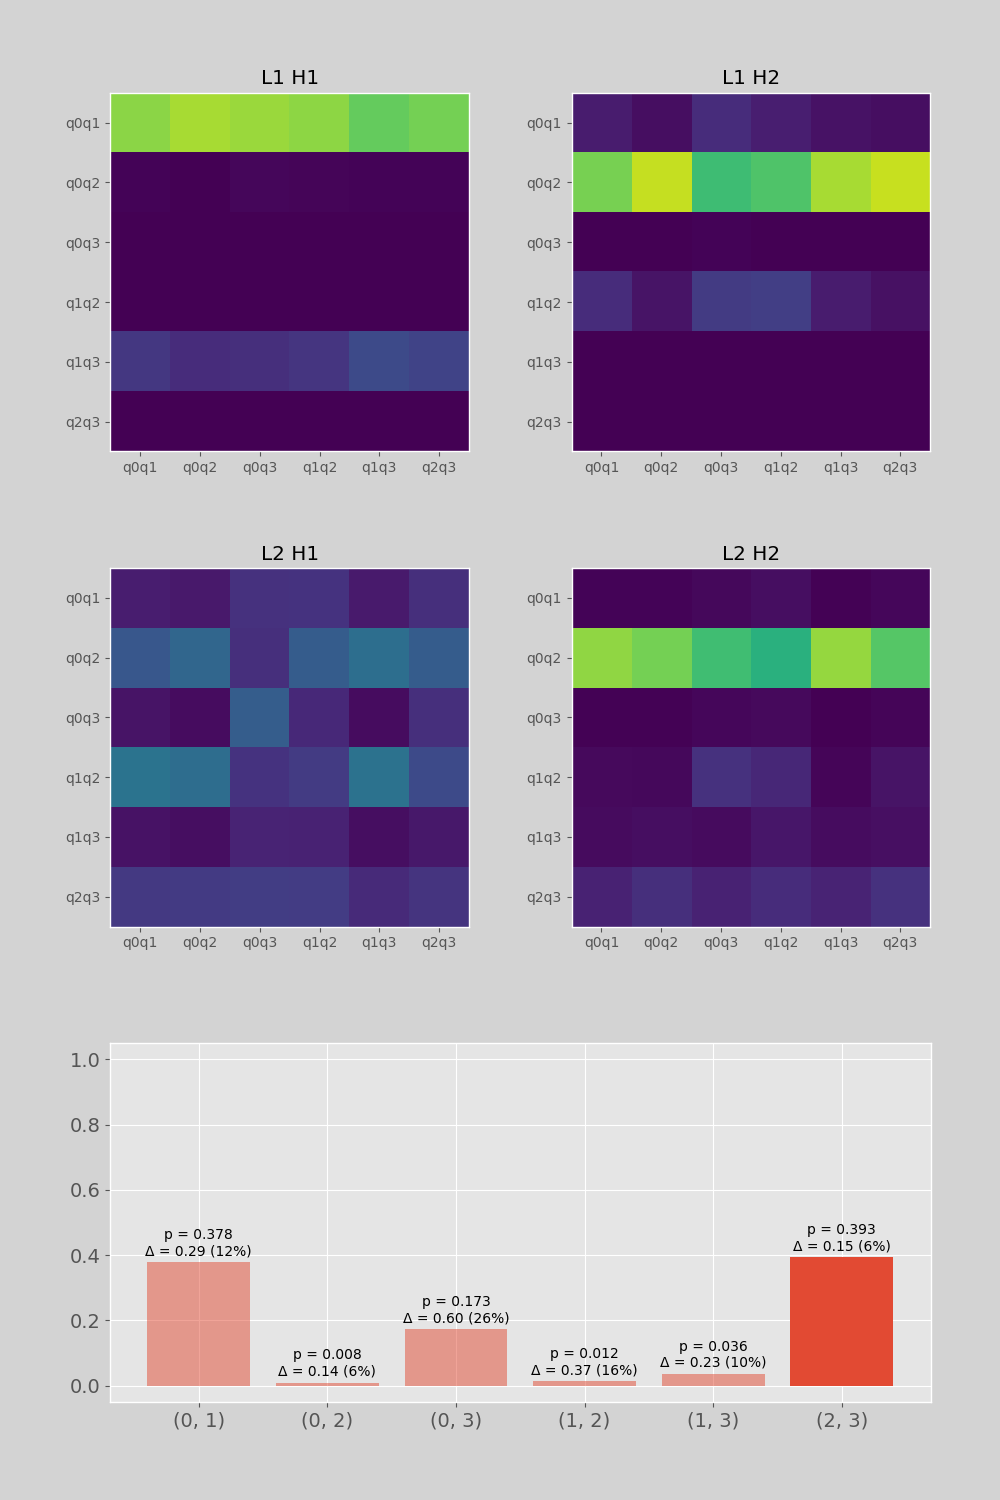 L1 H1
q0q1
q0q2
q0q3
q1q2
q1q3
q2q3
q0q1 q0q2 q0q3 q1q2 q1q3 q2q3
L1 H2
q0q1
q0q2
q0q3
q1q2
q1q3
q2q3
q0q1 q0q2 q0q3 q1q2 q1q3 q2q3
L2 H1
q0q1
q0q2
q0q3
q1q2
q1q3
q2q3
q0q1 q0q2 q0q3 q1q2 q1q3 q2q3
L2 H2
q0q1
q0q2
q0q3
q1q2
q1q3
q2q3
q0q1 q0q2 q0q3 q1q2 q1q3 q2q3
1.0
0.8
0.6
0.4
0.2
0.0
p = 0.378
Δ = 0.29 (12%)
p = 0.008
Δ = 0.14 (6%)
p = 0.173
Δ = 0.60 (26%)
p = 0.012
Δ = 0.37 (16%)
p = 0.036
Δ = 0.23 (10%)
p = 0.393
Δ = 0.15 (6%)
(0, 1) (0, 2) (0, 3) (1, 2) (1, 3) (2, 3)